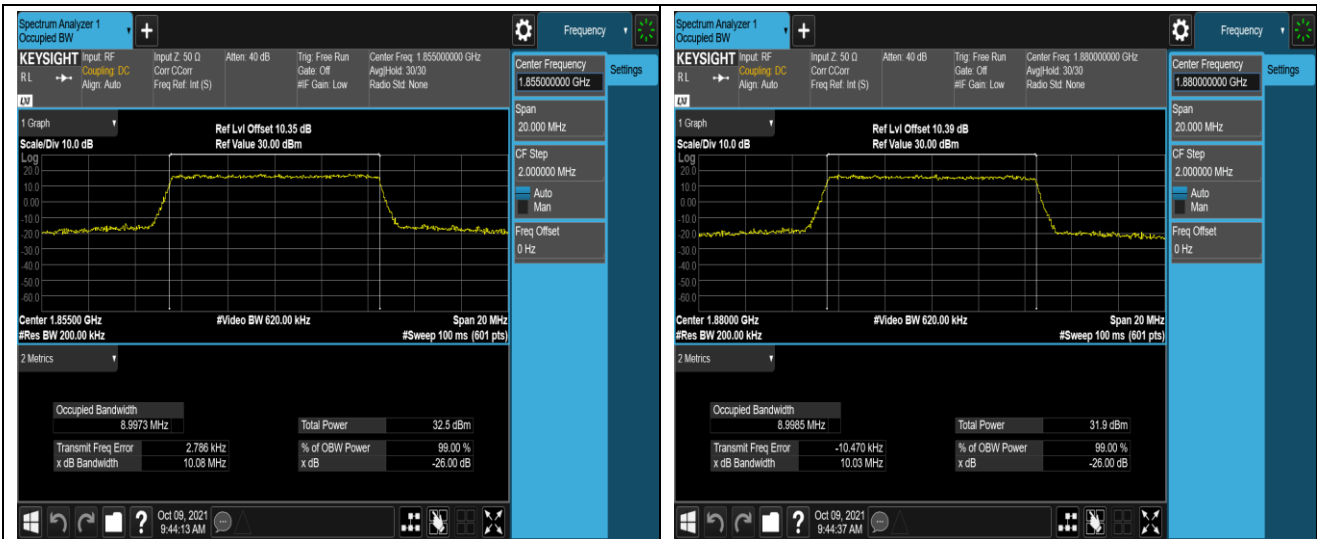 Spectrum Analyzer 1
Occupied BW
+
Frequency
KEYSIGHT Input: RF Input Z: 50 Ω Atten: 40 dB Trig: Free Run Center Freq: 1.855000000 GHz
RL Coupling: DC Corr CCorr Gate: Off Avg|Hold: 30/30
Align: Auto Freq Ref: Int (S) #IF Gain: Low Radio Std: None
LXI
Center Frequency
1.855000000 GHz
Settings
Span
20.000 MHz
CF Step
2.000000 MHz
Auto
Man
Freq Offset
0 Hz
1 Graph
Ref Lvl Offset 10.35 dB
Scale/Div 10.0 dB Ref Value 30.00 dBm
Log
20.0
10.0
0.00
-10.0
-20.0
-30.0
-40.0
-50.0
-60.0
Center 1.85500 GHz #Video BW 620.00 kHz Span 20 MHz
#Res BW 200.00 kHz #Sweep 100 ms (601 pts)
2 Metrics
Occupied Bandwidth
8.9973 MHz Total Power 32.5 dBm
Transmit Freq Error 2.786 kHz % of OBW Power 99.00 %
x dB Bandwidth 10.08 MHz x dB -26.00 dB
? Oct 09, 2021
9:44:13 AM
Spectrum Analyzer 1
Occupied BW
+
Frequency
KEYSIGHT Input: RF Input Z: 50 Ω Atten: 40 dB Trig: Free Run Center Freq: 1.880000000 GHz
RL Coupling: DC Corr CCorr Gate: Off Avg|Hold: 30/30
Align: Auto Freq Ref: Int (S) #IF Gain: Low Radio Std: None
LXI
Center Frequency
1.880000000 GHz
Settings
Span
20.000 MHz
CF Step
2.000000 MHz
Auto
Man
Freq Offset
0 Hz
1 Graph
Ref Lvl Offset 10.39 dB
Scale/Div 10.0 dB Ref Value 30.00 dBm
Log
20.0
10.0
0.00
-10.0
-20.0
-30.0
-40.0
-50.0
-60.0
Center 1.88000 GHz #Video BW 620.00 kHz Span 20 MHz
#Res BW 200.00 kHz #Sweep 100 ms (601 pts)
2 Metrics
Occupied Bandwidth
8.9985 MHz Total Power 31.9 dBm
Transmit Freq Error -10.470 kHz % of OBW Power 99.00 %
x dB Bandwidth 10.03 MHz x dB -26.00 dB
? Oct 09, 2021
9:44:37 AM